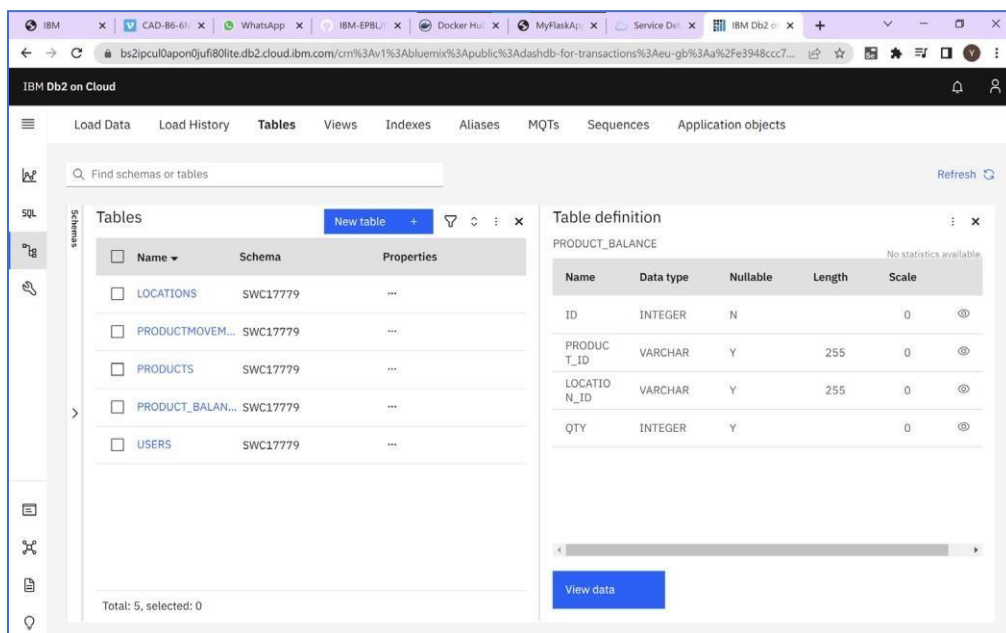 IBM
CAD-B6-6
WhatsApp
IBM-EPBL/
Docker Hu
MyFlaskAp
Service Det
IBM Db2 o
bs2ipcul0apon0jufi80lite.db2.cloud.ibm.com/crn%3Av1%3Abluemix%3Apublic%3Adashdb-for-transactions%3Aeu-gb%3Aa%2Fe3948ccc7...
Y
IBM Db2 on Cloud
Load Data Load History Tables Views Indexes Aliases MQTs Sequences Application objects
Find schemas or tables
Refresh
SQL
Schemas
Tables
New table +
Name Schema Properties
LOCATIONS SWC17779 ...
PRODUCTMOVEM... SWC17779 ...
PRODUCTS SWC17779 ...
PRODUCT_BALAN... SWC17779 ...
USERS SWC17779 ...
Total: 5, selected: 0
Table definition
PRODUCT_BALANCE
No statistics available.
Name Data type Nullable Length Scale
ID INTEGER N 0
PRODUC
T_ID VARCHAR Y 255 0
LOCATIO
N_ID VARCHAR Y 255 0
QTY INTEGER Y 0
View data